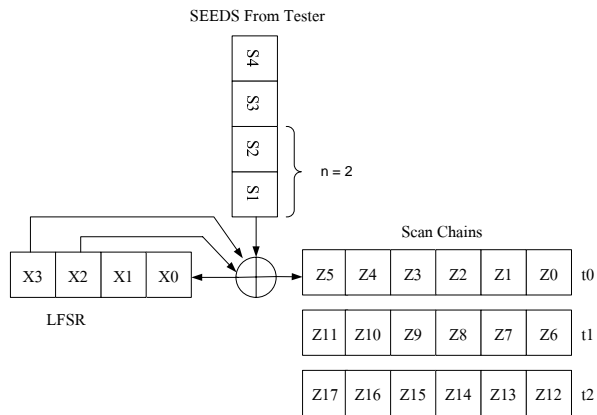 SEEDS From Tester
S4
S3
S2
S1
n = 2
Scan Chains
X3 X2 X1 X0
Z5 Z4 Z3 Z2 Z1 Z0 t0
LFSR
Z11 Z10 Z9 Z8 Z7 Z6 t1
Z17 Z16 Z15 Z14 Z13 Z12 t2